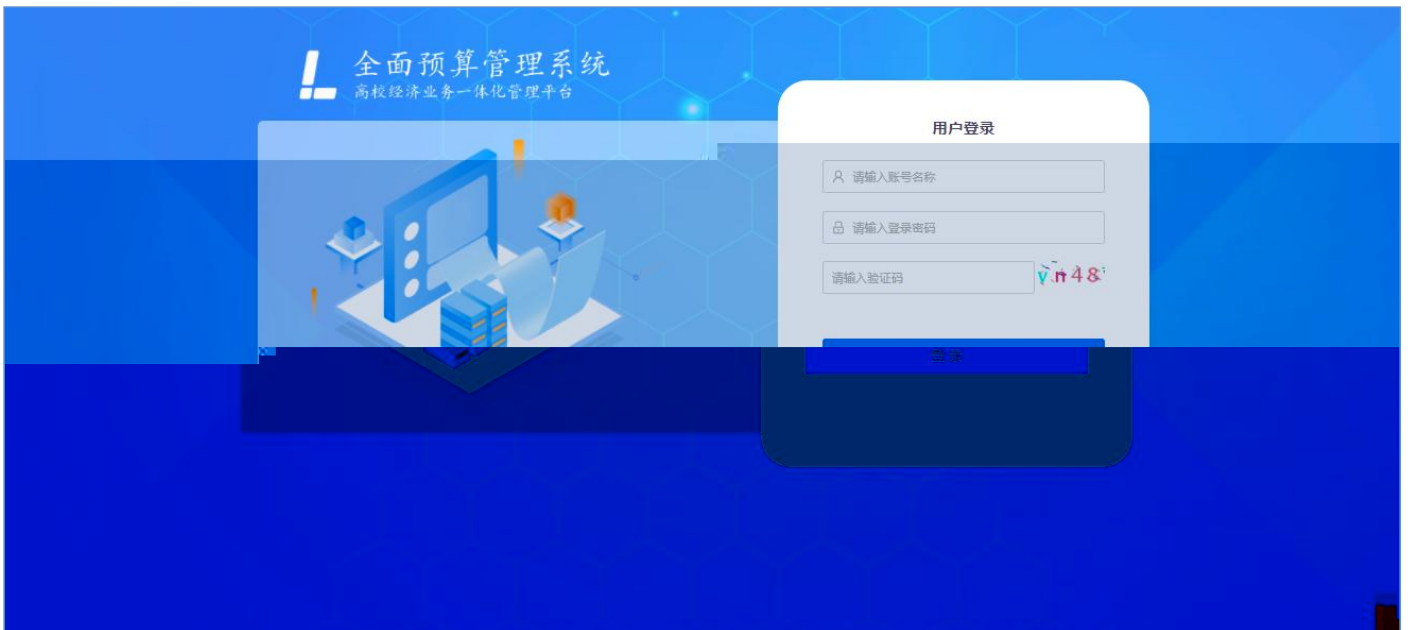 全面预算管理系统
高校经济业务一体化管理平台
用户登录
请输入账号名称
请输入登录密码
请输入验证码
yn48